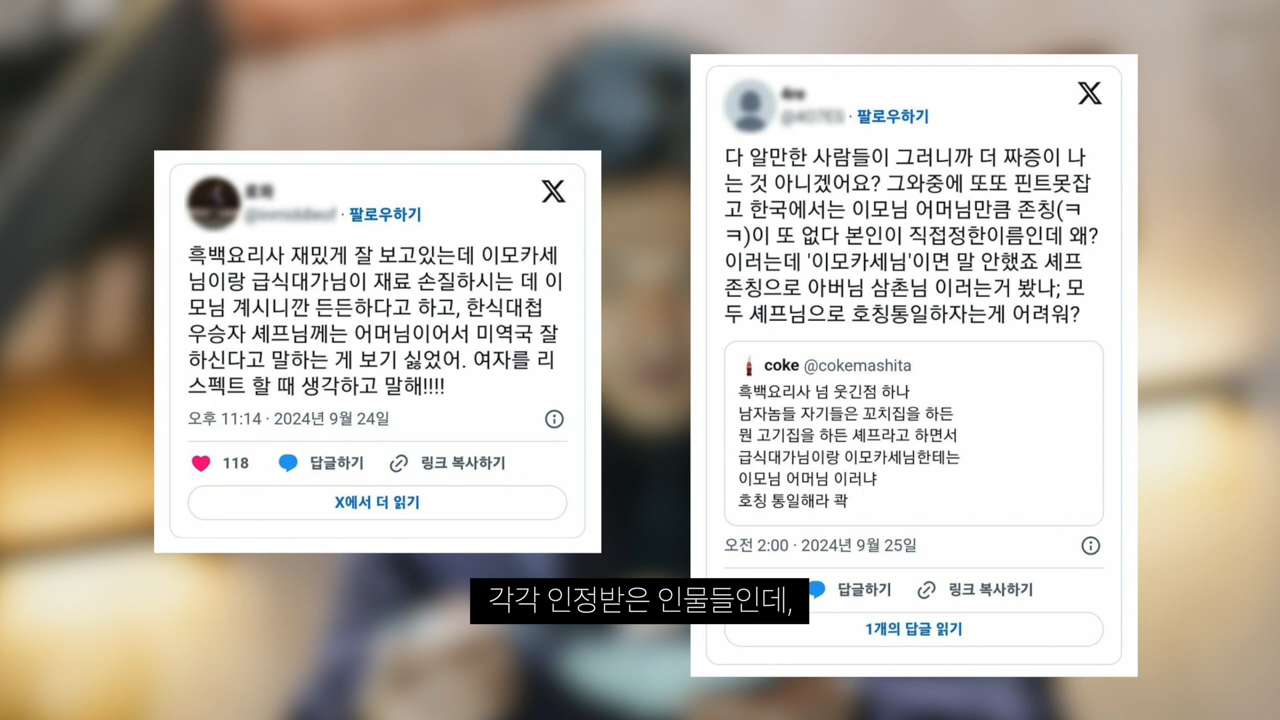 팔로우하기
흑백요리사 재밌게 잘 보고있는데 이모카세
님이랑 급식대가님이 재료 손질하시는 데 이
모님 계시니깐 든든하다고 하고, 한식대첩
우승자 셰프님께는 어머님이어서 미역국 잘
하신다고 말하는 게 보기 싫었어. 여자를 리
스펙트 할 때 생각하고 말해!!!!
오후 11:14 · 2024년 9월 24일
118 답글하기 링크 복사하기
X에서 더 읽기
· 팔로우하기
다 알만한 사람들이 그러니까 더 짜증이 나
는 것 아니겠어요? 그와중에 또또 핀트못잡
고 한국에서는 이모님 어머님만큼 존칭(ㅋ
ㅋ)이 또 없다 본인이 직접정한이름인데 왜?
이러는데 '이모카세님'이면 말 안했죠 셰프
존칭으로 아버님 삼촌님 이러는거 봤나; 모
두 셰프님으로 호칭통일하자는게 어려워?
coke @cokemashita
흑백요리사 넘 웃긴점 하나
남자놈들 자기들은 꼬치집을 하든
뭔 고기집을 하든 셰프라고 하면서
급식대가님이랑 이모카세님한테는
이모님 어머님 이러냐
호칭 통일해라 콱
오전 2:00 · 2024년 9월 25일
답글하기 링크 복사하기
1개의 답글 읽기
각각 인정받은 인물들인데,